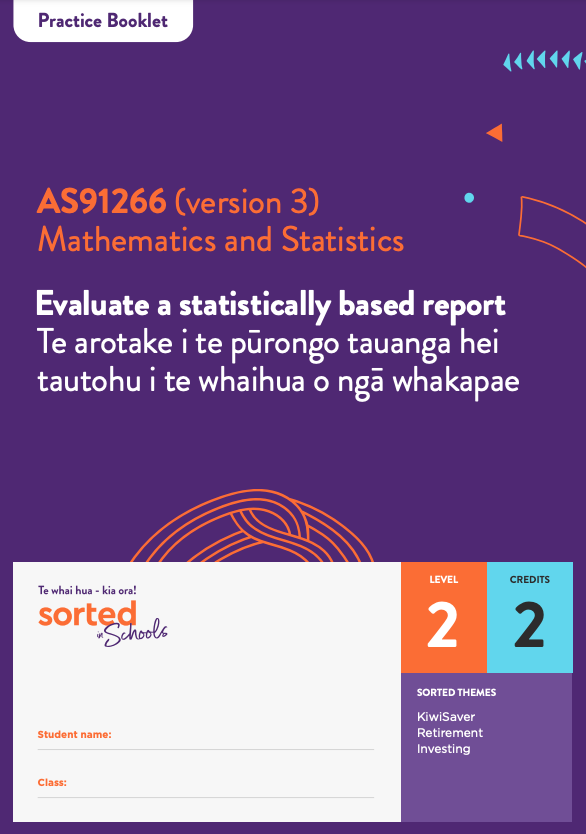 Practice Booklet
AS91266 (version 3)
Mathematics and Statistics
Evaluate a statistically based report
Te arotake i te pūrongo tauanga hei
tautohu i te whaihua o ngā whakapae
Te whai hua - kia ora!
sorted
in Schools
Student name:
Class:
LEVEL
2
CREDITS
2
SORTED THEMES
KiwiSaver
Retirement
Investing